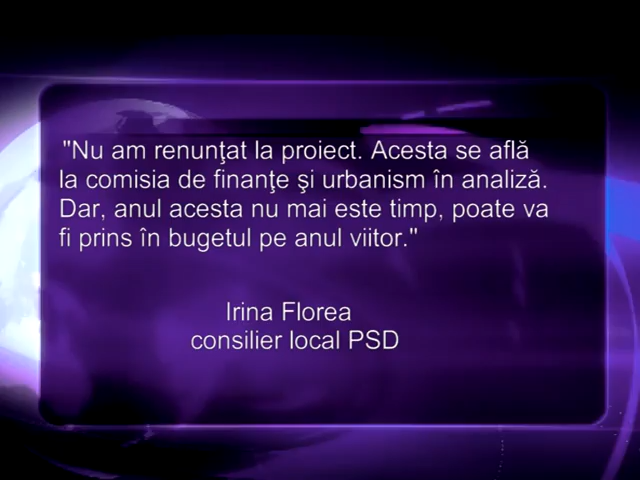 "Nu am renunţat la proiect. Acesta se află
la comisia de finanţe şi urbanism în analiză.
Dar, anul acesta nu mai este timp, poate va
fi prins în bugetul pe anul viitor."
Irina Florea
consilier local PSD